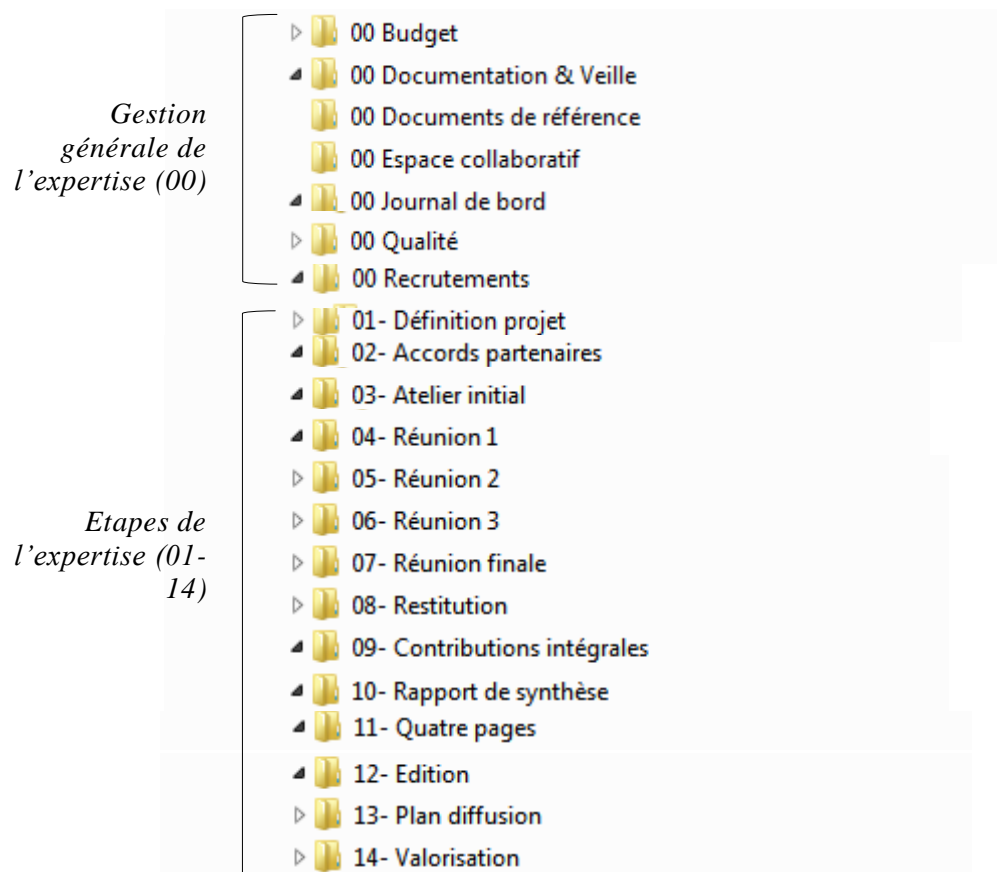 00 Budget
00 Documentation & Veille
Gestion
générale de
l'expertise (00)
00 Documents de référence
00 Espace collaboratif
00 Journal de bord
00 Qualité
00 Recrutements
01- Définition projet
02- Accords partenaires
03- Atelier initial
04- Réunion 1
05- Réunion 2
Etapes de
l'expertise (01-
14)
06- Réunion 3
07- Réunion finale
08- Restitution
09- Contributions intégrales
10- Rapport de synthèse
11- Quatre pages
12- Edition
13- Plan diffusion
14- Valorisation